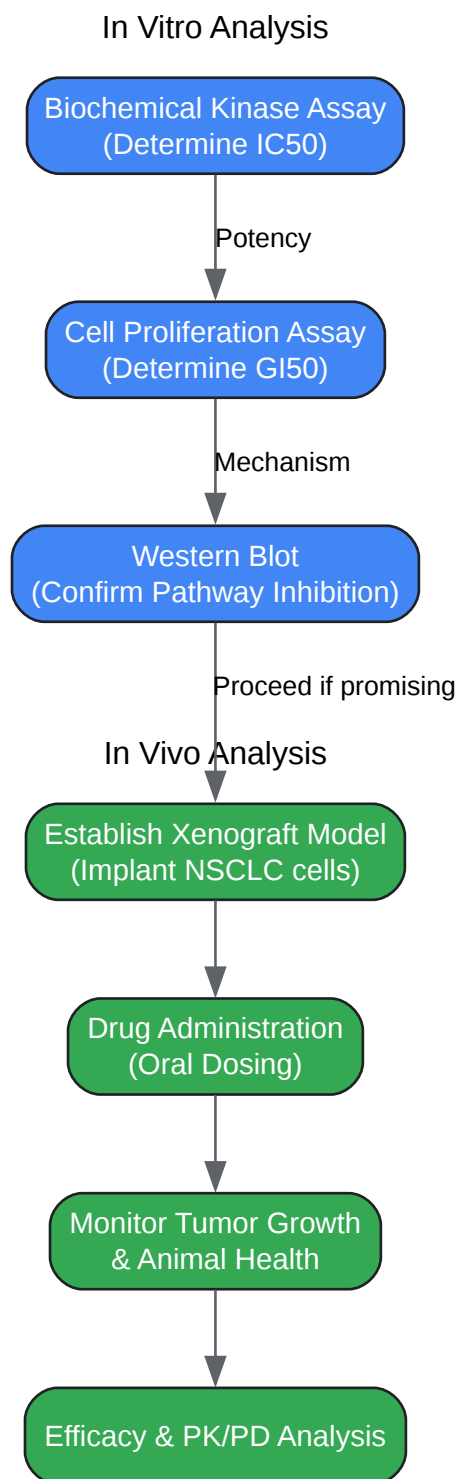 In Vitro Analysis
Biochemical Kinase Assay
(Determine IC50)
Potency
Cell Proliferation Assay
(Determine GI50)
Mechanism
Western Blot
(Confirm Pathway Inhibition)
Proceed if promising
In Vivo Analysis
Establish Xenograft Model
(Implant NSCLC cells)
Drug Administration
(Oral Dosing)
Monitor Tumor Growth
& Animal Health
Efficacy & PK/PD Analysis